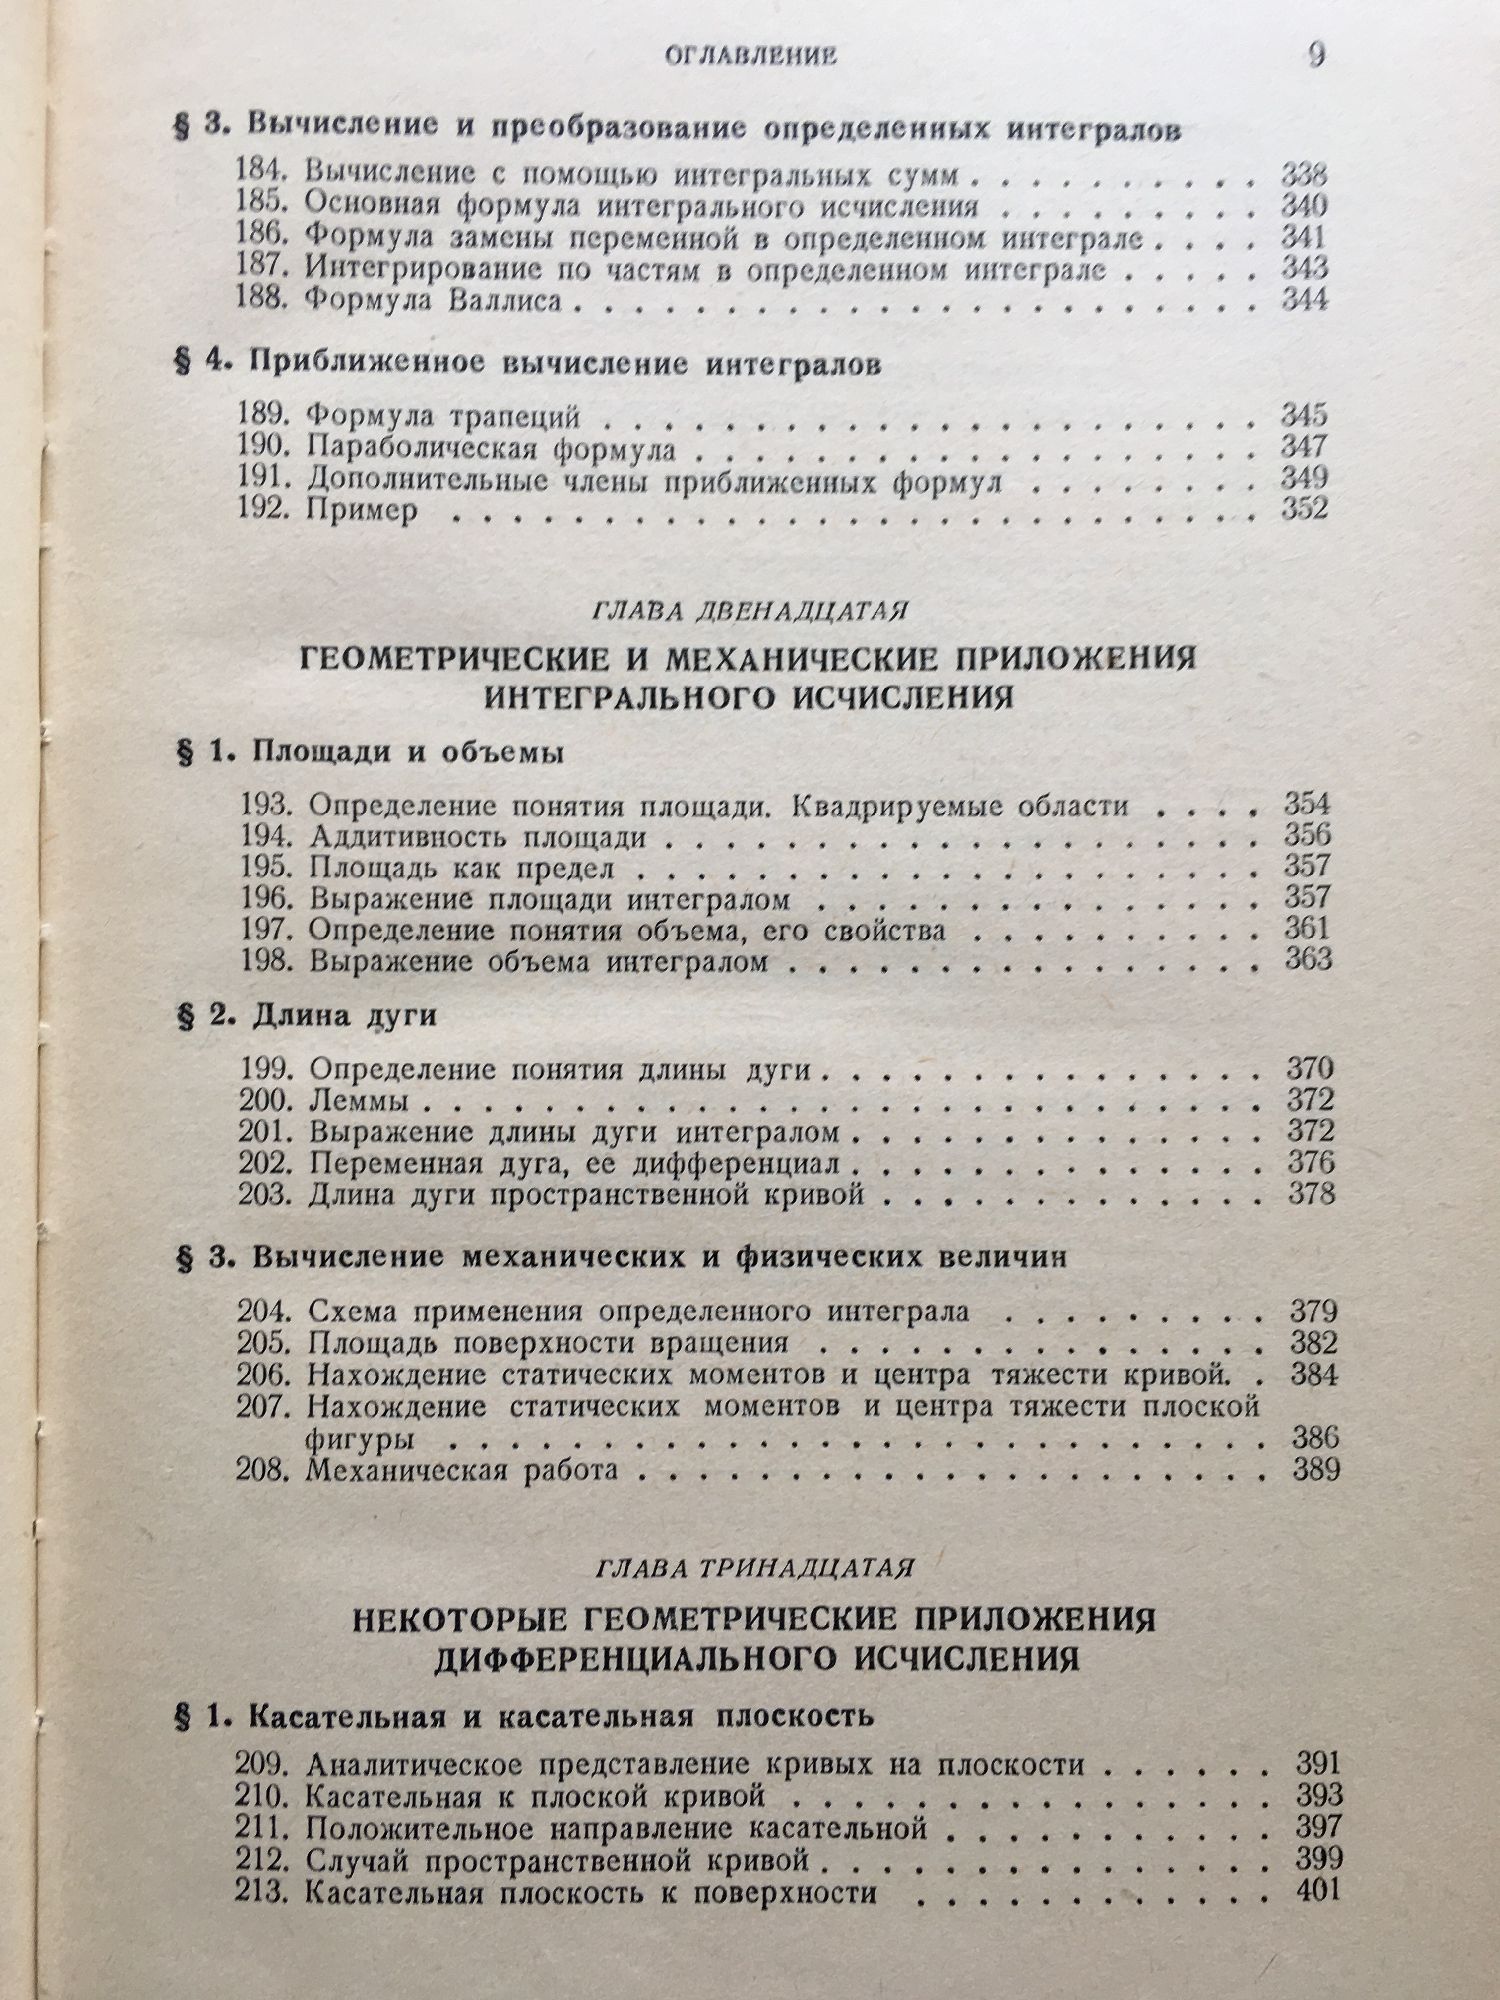 ОГЛАВЛЕНИЕ 9
§ 3. Вычисление и преобразование определенных интегралов
184. Вычисление с помощью интегральных сумм . . . . . . . . . . 338
185. Основная формула интегрального исчисления . . . . . . . . . 340
186. Формула замены переменной в определенном интеграле . . . . 341
187. Интегрирование по частям в определенном интеграле . . . . . 343
188. Формула Валлиса . . . . . . . . . . . . . . . . . . . . . . . 344
§ 4. Приближенное вычисление интегралов
189. Формула трапеций . . . . . . . . . . . . . . . . . . . . . . 345
190. Параболическая формула . . . . . . . . . . . . . . . . . . . 347
191. Дополнительные члены приближенных формул . . . . . . . . 349
192. Пример . . . . . . . . . . . . . . . . . . . . . . . . . . . 352
ГЛАВА ДВЕНАДЦАТАЯ
ГЕОМЕТРИЧЕСКИЕ И МЕХАНИЧЕСКИЕ ПРИЛОЖЕНИЯ
ИНТЕГРАЛЬНОГО ИСЧИСЛЕНИЯ
§ 1. Площади и объемы
193. Определение понятия площади. Квадрируемые области . . . . 354
194. Аддитивность площади . . . . . . . . . . . . . . . . . . . . 356
195. Площадь как предел . . . . . . . . . . . . . . . . . . . . . 357
196. Выражение площади интегралом . . . . . . . . . . . . . . . 357
197. Определение понятия объема, его свойства . . . . . . . . . . 361
198. Выражение объема интегралом . . . . . . . . . . . . . . . . 363
§ 2. Длина дуги
199. Определение понятия длины дуги . . . . . . . . . . . . . . . 370
200. Леммы . . . . . . . . . . . . . . . . . . . . . . . . . . . . 372
201. Выражение длины дуги интегралом . . . . . . . . . . . . . . 372
202. Переменная дуга, ее дифференциал . . . . . . . . . . . . . . 376
203. Длина дуги пространственной кривой . . . . . . . . . . . . . 378
§ 3. Вычисление механических и физических величин
204. Схема применения определенного интеграла . . . . . . . . . 379
205. Площадь поверхности вращения . . . . . . . . . . . . . . . 382
206. Нахождение статических моментов и центра тяжести кривой. . 384
207. Нахождение статических моментов и центра тяжести плоской
фигуры . . . . . . . . . . . . . . . . . . . . . . . . . . . 386
208. Механическая работа . . . . . . . . . . . . . . . . . . . . . 389
ГЛАВА ТРИНАДЦАТАЯ
НЕКОТОРЫЕ ГЕОМЕТРИЧЕСКИЕ ПРИЛОЖЕНИЯ
ДИФФЕРЕНЦИАЛЬНОГО ИСЧИСЛЕНИЯ
§ 1. Касательная и касательная плоскость
209. Аналитическое представление кривых на плоскости . . . . . . 391
210. Касательная к плоской кривой . . . . . . . . . . . . . . . . 393
211. Положительное направление касательной . . . . . . . . . . . 397
212. Случай пространственной кривой . . . . . . . . . . . . . . . 399
213. Касательная плоскость к поверхности . . . . . . . . . . . . 401